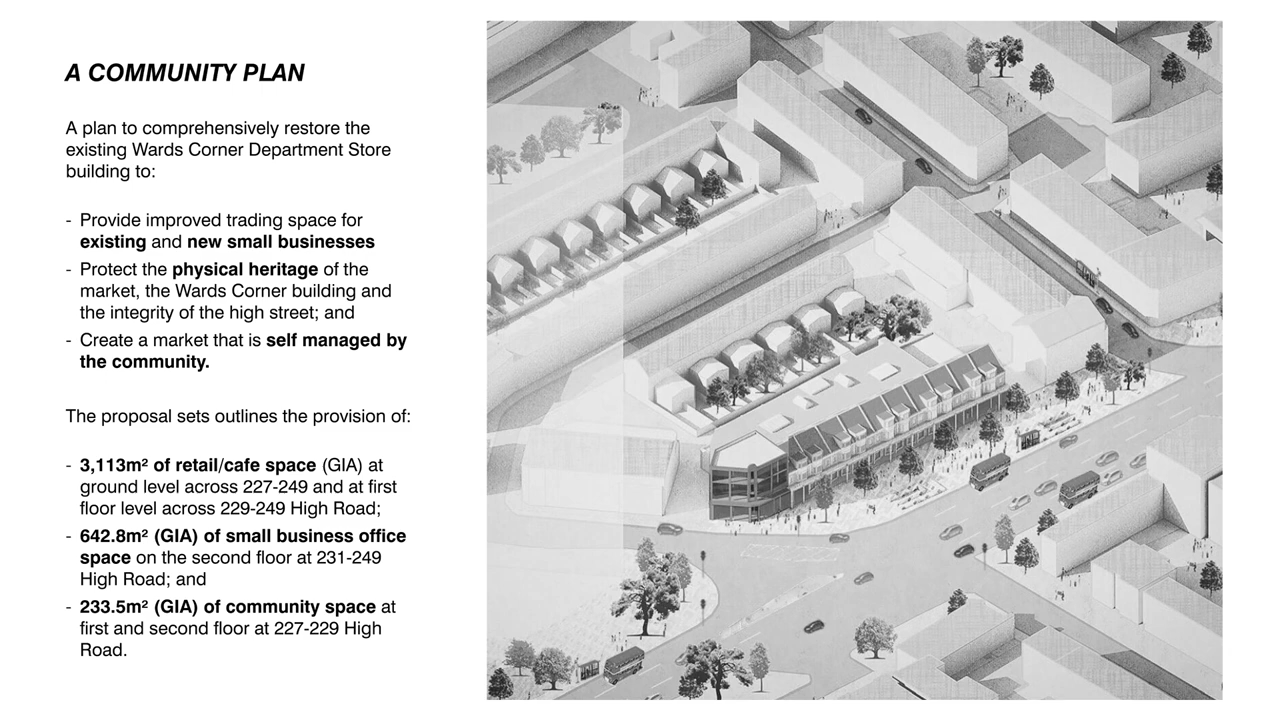 A COMMUNITY PLAN
A plan to comprehensively restore the
existing Wards Corner Department Store
building to:
- Provide improved trading space for
existing and new small businesses
- Protect the physical heritage of the
market, the Wards Corner building and
the integrity of the high street; and
- Create a market that is self managed by
the community.
The proposal sets outlines the provision of:
- 3,113m² of retail/cafe space (GIA) at
ground level across 227-249 and at first
floor level across 229-249 High Road;
- 642.8m² (GIA) of small business office
space on the second floor at 231-249
High Road; and
- 233.5m² (GIA) of community space at
first and second floor at 227-229 High
Road.